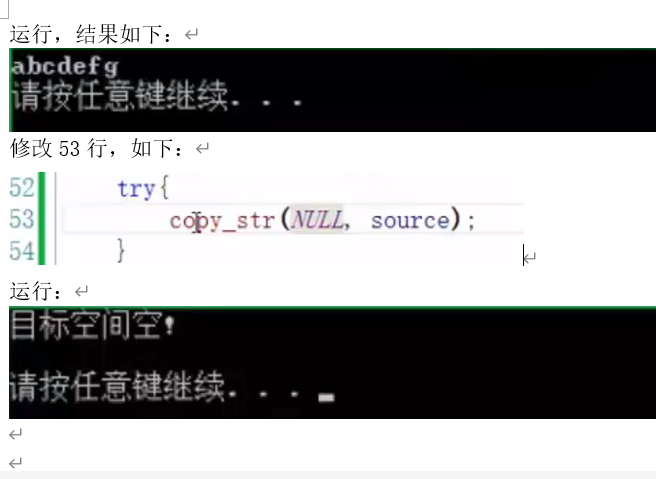 运行，结果如下：
abcdefg
请按任意键继续. . .
修改 53 行，如下：
52 try{
53 copy_str(NULL, source);
54 }
运行：
目标空间空!
请按任意键继续. . .